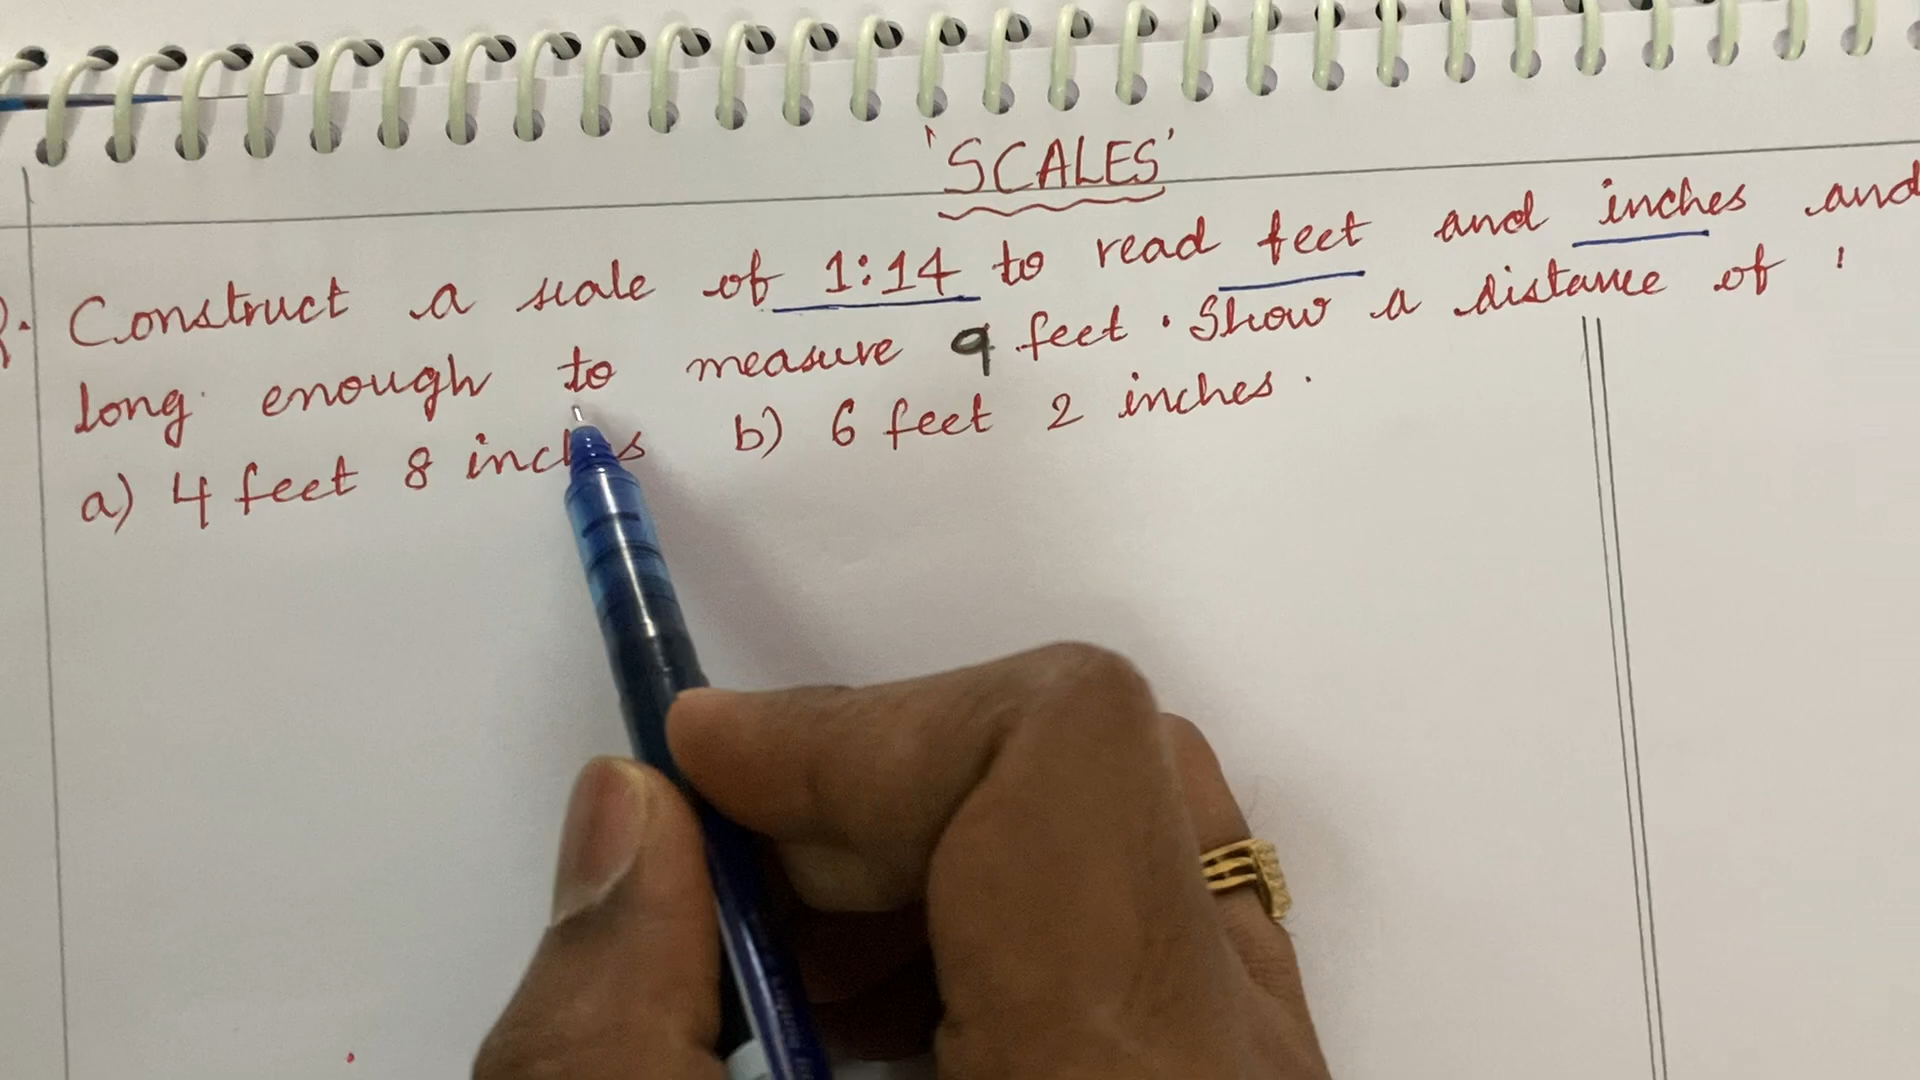 'SCALES'
Construct a scale of 1:14 to read feet and inches and
long enough to measure 9 feet. Show a distance of :
a) 4 feet 8 inches b) 6 feet 2 inches.